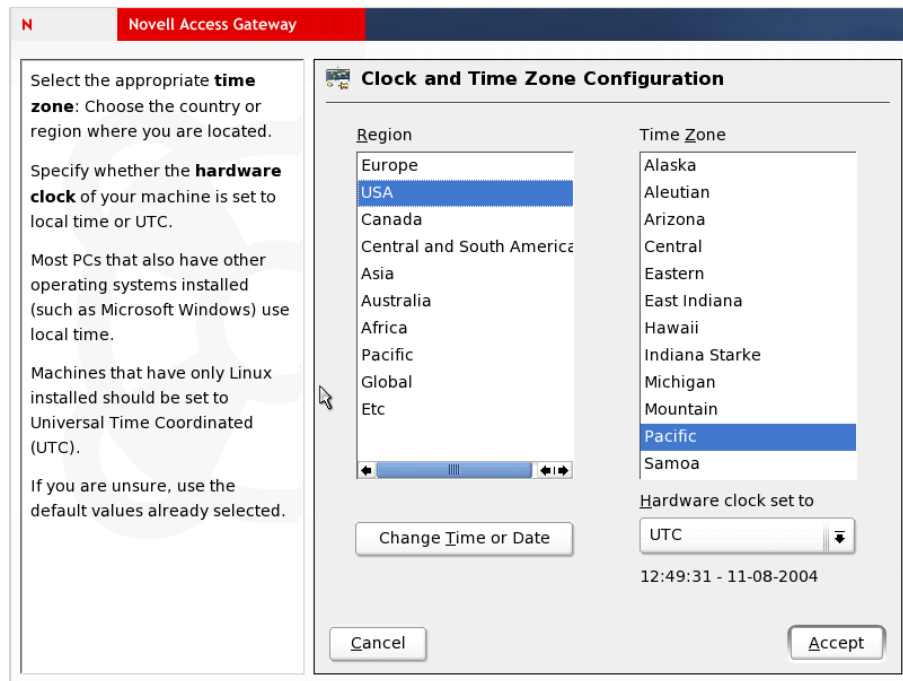 N Novell Access Gateway
Select the appropriate time
zone: Choose the country or
region where you are located.
Specify whether the hardware
clock of your machine is set to
local time or UTC.
Most PCs that also have other
operating systems installed
(such as Microsoft Windows) use
local time.
Machines that have only Linux
installed should be set to
Universal Time Coordinated
(UTC).
If you are unsure, use the
default values already selected.
Clock and Time Zone Configuration
Region
Europe
USA
Canada
Central and South America
Asia
Australia
Africa
Pacific
Global
Etc
Change Time or Date
Time Zone
Alaska
Aleutian
Arizona
Central
Eastern
East Indiana
Hawaii
Indiana Starke
Michigan
Mountain
Pacific
Samoa
Hardware clock set to
UTC
12:49:31 - 11-08-2004
Cancel
Accept